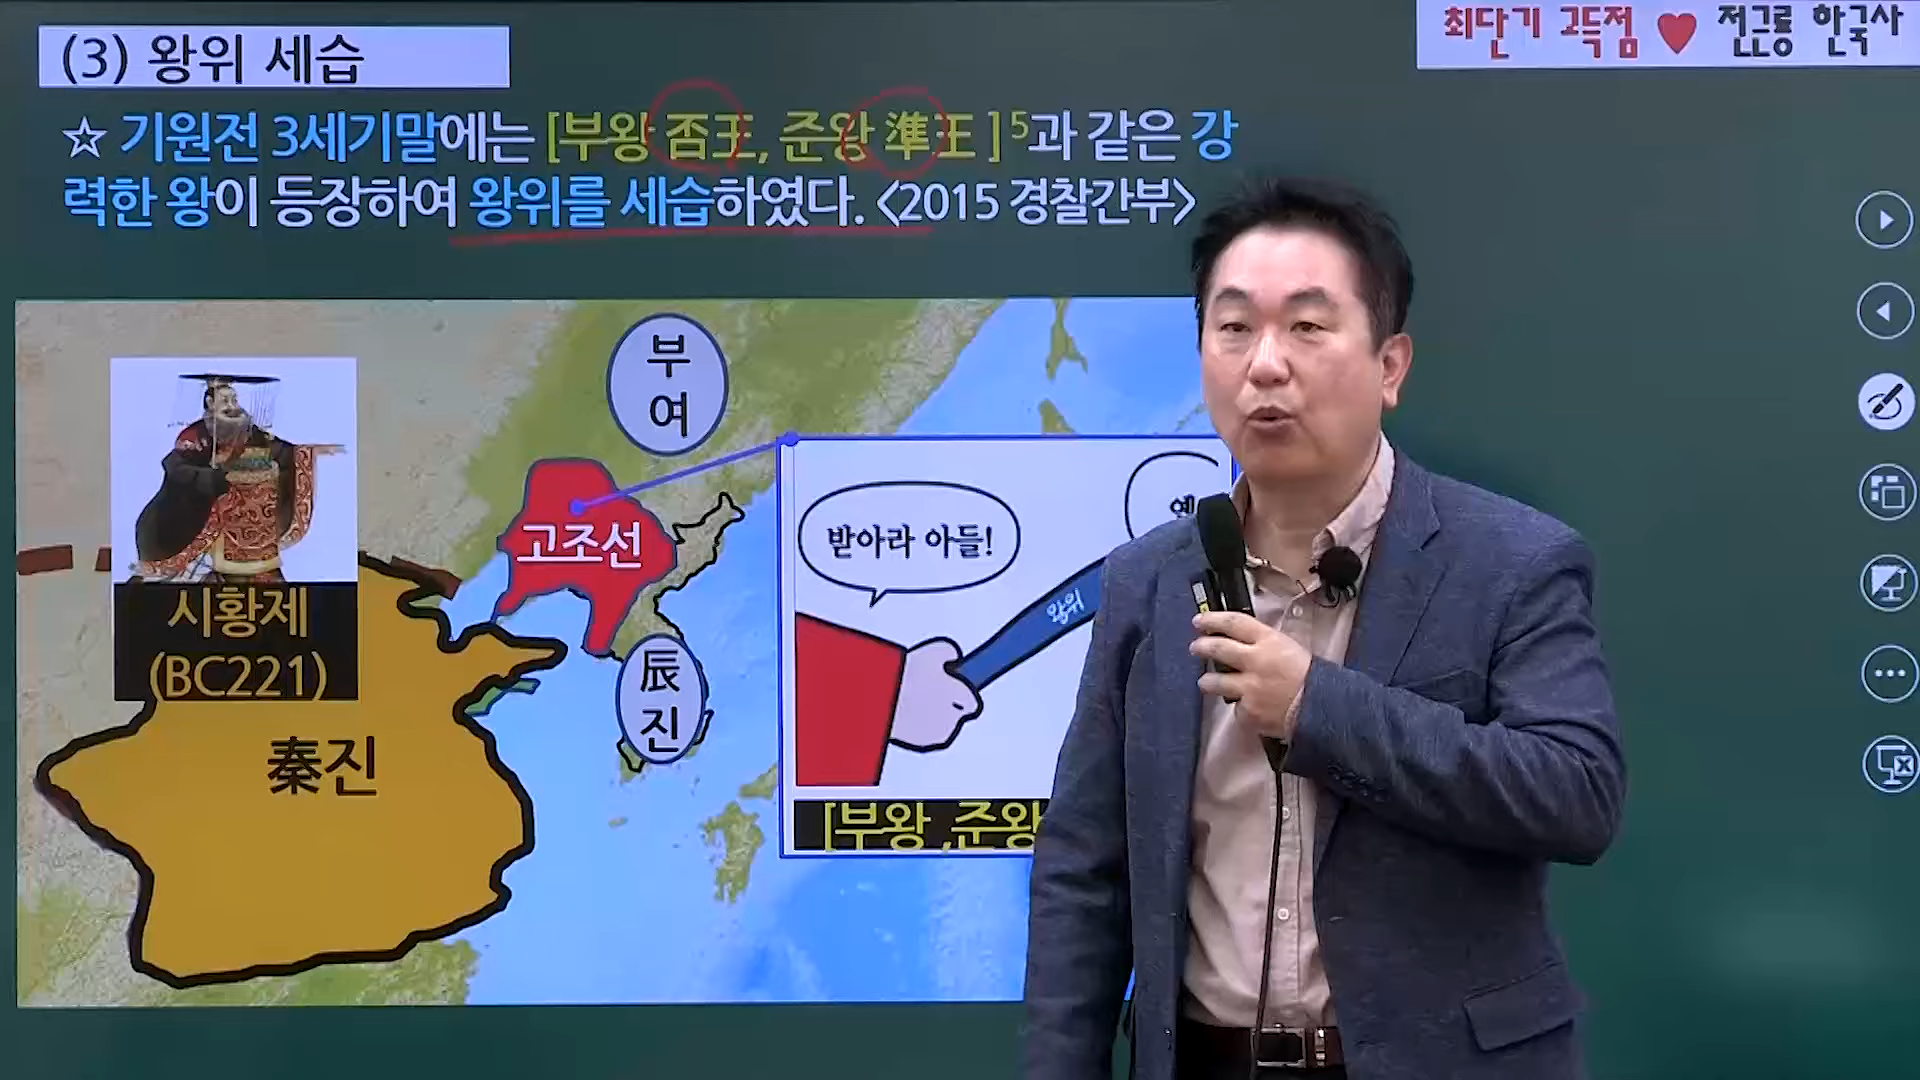 (3) 왕위 세습
최단기 고득점 ♥ 전근룡 한국사
☆ 기원전 3세기말에는 [부왕 否王, 준왕 準王 ]5과 같은 강
력한 왕이 등장하여 왕위를 세습하였다. <2015 경찰간부>
부
여
고조선
받아라 아들!
예
왕위
시황제
(BC221)
辰
진
秦진
[부왕 ,준왕